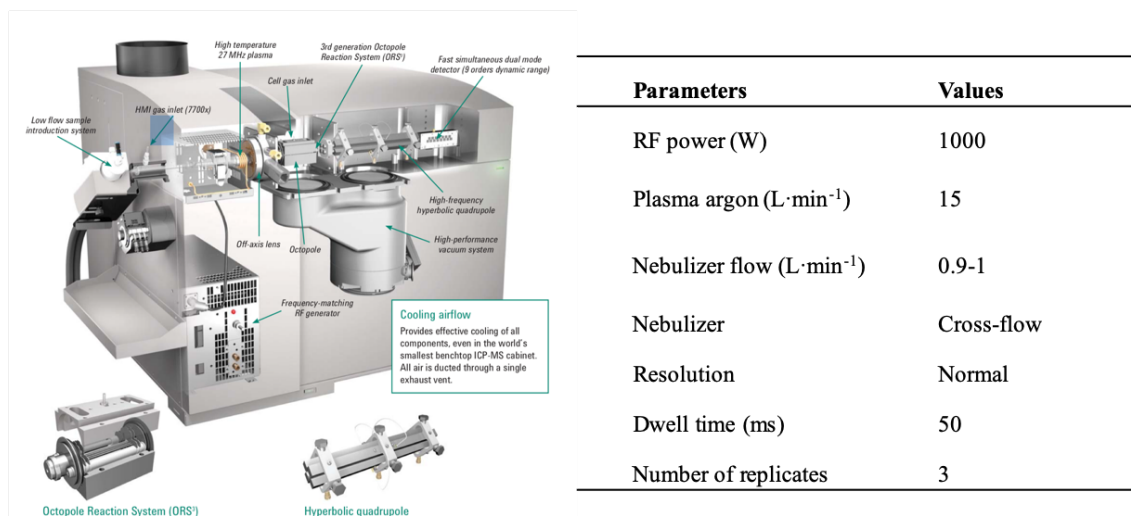 High temperature
27 MHz plasma
3rd generation Octopole
Reaction System (ORS³)
Cell gas inlet
Fast simultaneous dual mode
detector (9 orders dynamic range)
HMI gas inlet (7700x)
Low flow sample
introduction system
High-frequency
hyperbolic quadrupole
Off-axis lens
Octopole
High-performance
vacuum system
Frequency-matching
RF generator
Cooling airflow
Provides effective cooling of all
components, even in the world's
smallest benchtop ICP-MS cabinet.
All air is ducted through a single
exhaust vent.
Octopole Reaction System (ORS³)
Hyperbolic quadrupole
Parameters Values
RF power (W) 1000
Plasma argon (L·min⁻¹) 15
Nebulizer flow (L·min⁻¹) 0.9-1
Nebulizer Cross-flow
Resolution Normal
Dwell time (ms) 50
Number of replicates 3